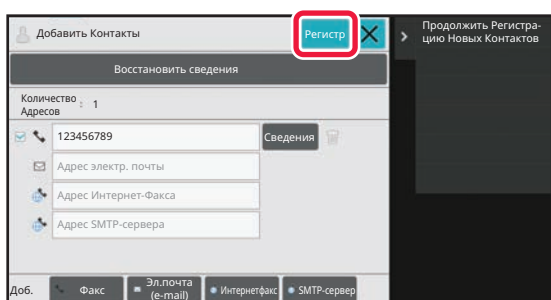 Добавить Контакты
Регистр
Продолжить Регистра-
цию Новых Контактов
Восстановить сведения
Количество : 1
Адресов
123456789
Сведения
Адрес электр. почты
Адрес Интернет-Факса
Адрес SMTP-сервера
Доб.
Факс
Эл.почта
(e-mail)
Интернетфакс
SMTP-сервер